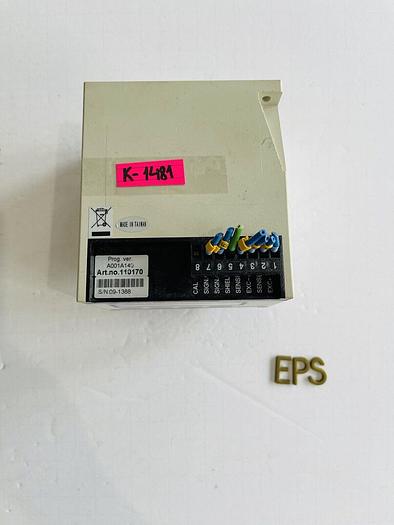 K-1481
MADE IN TAIWAN
Prog. ver.
A001A140
Art.no.110170
S/N 09-1388
8 7 6 5 4 3 2 1
CAL
SIGN
SIGN
SHIEL
SENS
EXC-
SENS
EXC
EPS